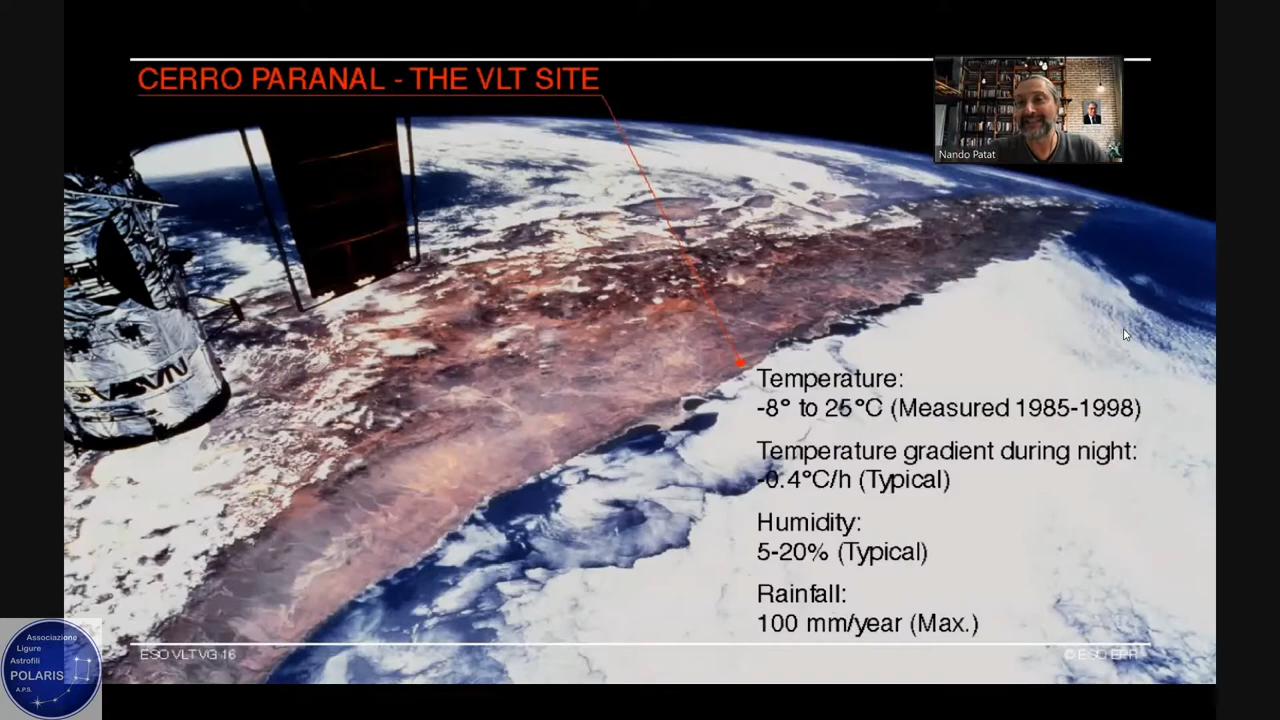 CERRO PARANAL - THE VLT SITE
Nando Patat
NASA
Temperature:
-8° to 25°C (Measured 1985-1998)
Temperature gradient during night:
-0.4°C/h (Typical)
Humidity:
5-20% (Typical)
Rainfall:
100 mm/year (Max.)
ESO VLT VG 16
© ESO EPR
Associazione
Ligure
Astrofili
POLARIS
A.P.S.